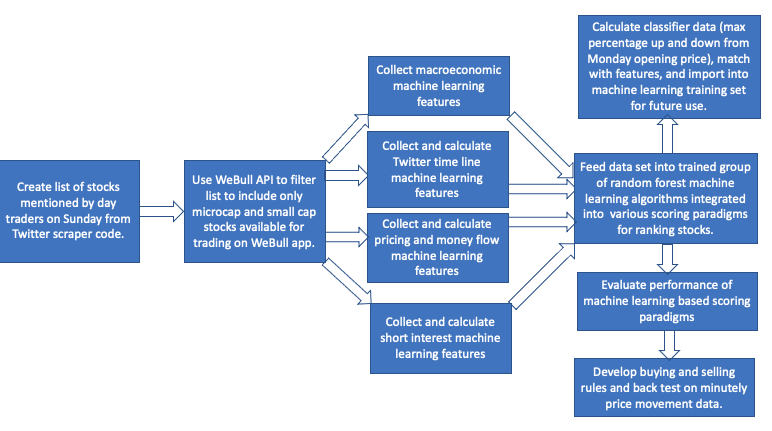 Create list of stocks
mentioned by day
traders on Sunday from
Twitter scraper code.
Use WeBull API to filter
list to include only
microcap and small cap
stocks available for
trading on WeBull app.
Collect macroeconomic
machine learning
features
Collect and calculate
Twitter time line
machine learning
features
Collect and calculate
pricing and money flow
machine learning
features
Collect and calculate
short interest machine
learning features
Calculate classifier data (max
percentage up and down from
Monday opening price), match
with features, and import into
machine learning training set
for future use.
Feed data set into trained group
of random forest machine
learning algorithms integrated
into various scoring paradigms
for ranking stocks.
Evaluate performance of
machine learning based scoring
paradigms
Develop buying and selling
rules and back test on minutely
price movement data.